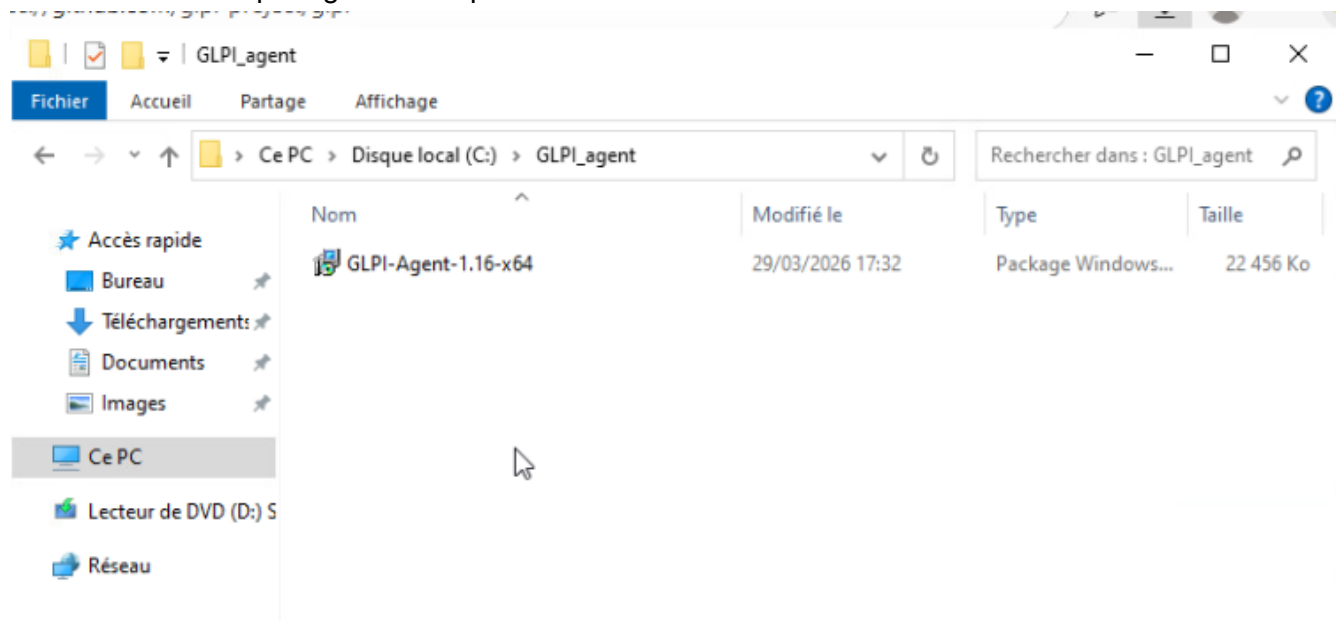 GLPI_agent
Fichier Accueil Partage Affichage
Ce PC > Disque local (C:) > GLPI_agent Rechercher dans : GLPI_agent
Nom Modifié le Type Taille
Accès rapide
GLPI-Agent-1.16-x64 29/03/2026 17:32 Package Windows... 22 456 Ko
Bureau
Téléchargements
Documents
Images
Ce PC
Lecteur de DVD (D:) S
Réseau